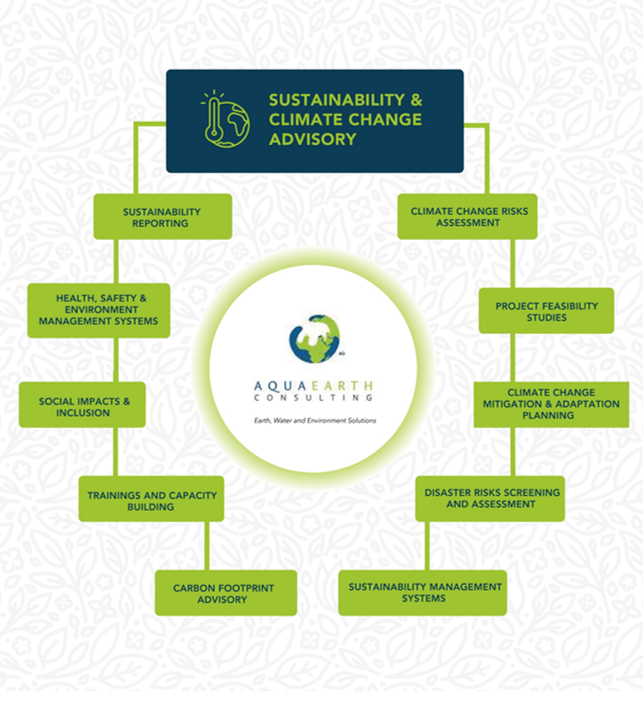 SUSTAINABILITY &
CLIMATE CHANGE
ADVISORY
SUSTAINABILITY
REPORTING
HEALTH, SAFETY &
ENVIRONMENT
MANAGEMENT SYSTEMS
SOCIAL IMPACTS &
INCLUSION
TRAININGS AND CAPACITY
BUILDING
CARBON FOOTPRINT
ADVISORY
CLIMATE CHANGE RISKS
ASSESSMENT
PROJECT FEASIBILITY
STUDIES
CLIMATE CHANGE
MITIGATION & ADAPTATION
PLANNING
DISASTER RISKS SCREENING
AND ASSESSMENT
SUSTAINABILITY MANAGEMENT
SYSTEMS
AQUAEARTH
CONSULTING
Earth, Water and Environment Solutions